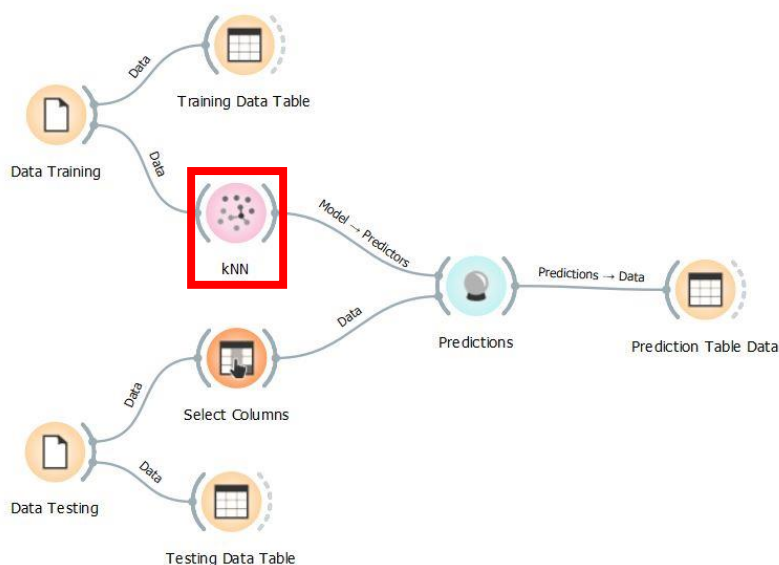 Data
Training Data Table
Data Training
Data
kNN
Model → Predictors
Data
Predictions
Predictions → Data
Prediction Table Data
Data
Select Columns
Data Testing
Data
Testing Data Table